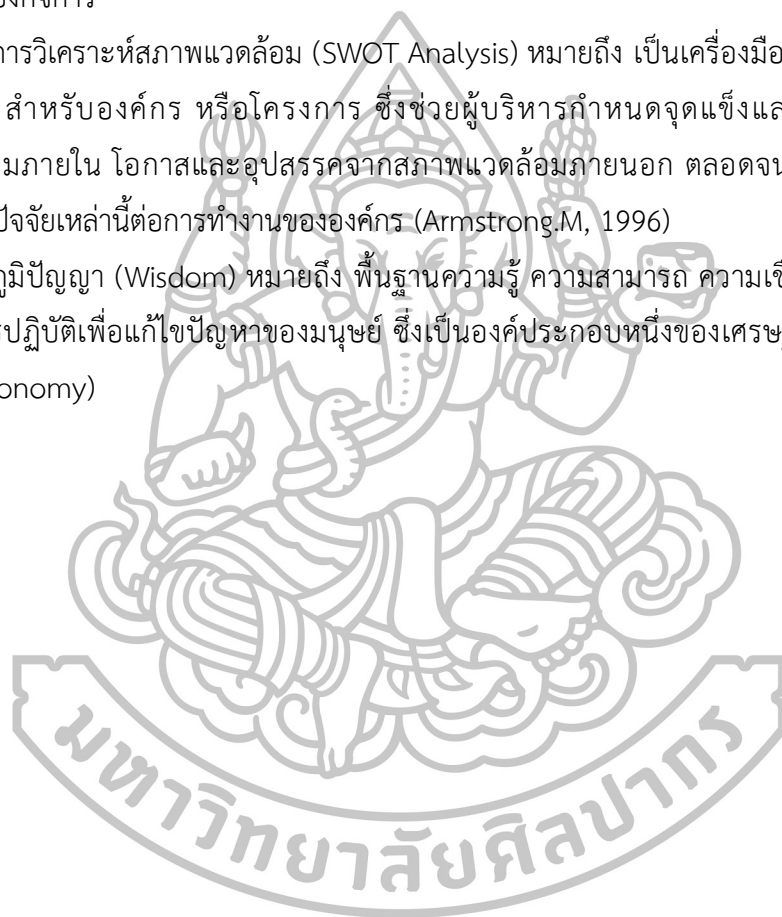 องกิจการ
การวิเคราะห์สภาพแวดล้อม (SWOT Analysis) หมายถึง เป็นเครื่องมือ
สำหรับองค์กร หรือโครงการ ซึ่งช่วยผู้บริหารกำหนดจุดแข็งและ
มภายใน โอกาสและอุปสรรคจากสภาพแวดล้อมภายนอก ตลอดจน
ปัจจัยเหล่านี้ต่อการทำงานขององค์กร (Armstrong.M, 1996)
ภูมิปัญญา (Wisdom) หมายถึง พื้นฐานความรู้ ความสามารถ ความเชื
รปฏิบัติเพื่อแก้ไขปัญหาของมนุษย์ ซึ่งเป็นองค์ประกอบหนึ่งของเศรษฐ
onomy)
มหาวิทยาลัยศิลปากร